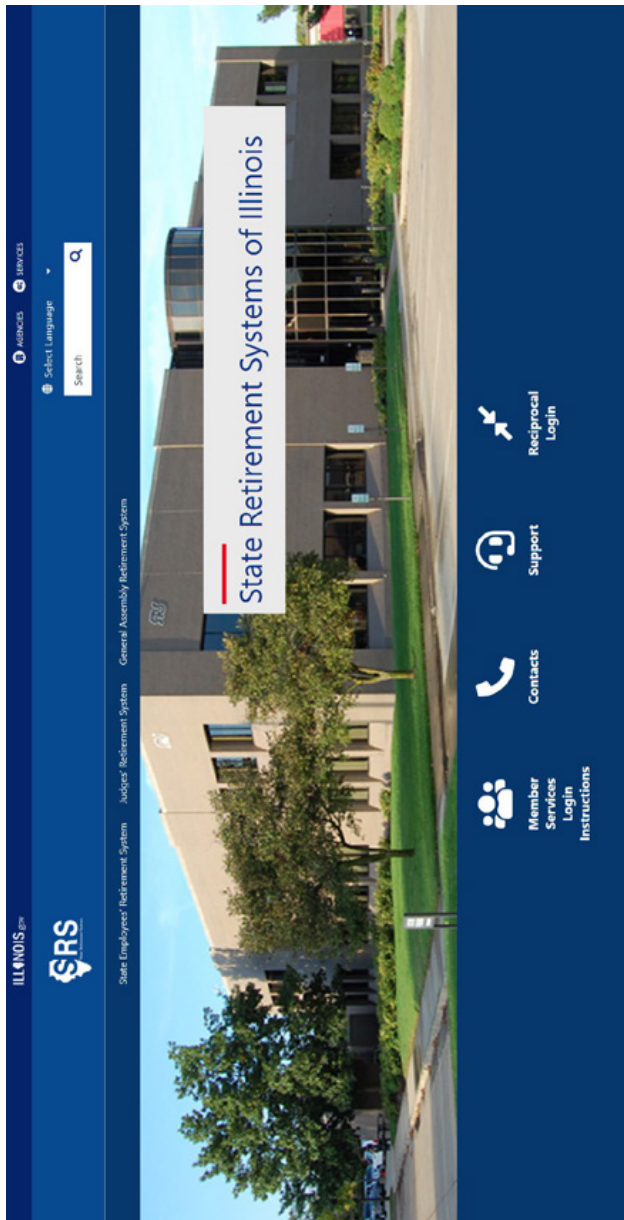 ILLINOIS.gov
AGENCIES SERVICES
SRS
Select Language
Search
State Employees' Retirement System Judges' Retirement System General Assembly Retirement System
SRS
State Retirement Systems of Illinois
Member
Services
Login
Instructions
Contacts
Support
Reciprocal
Login